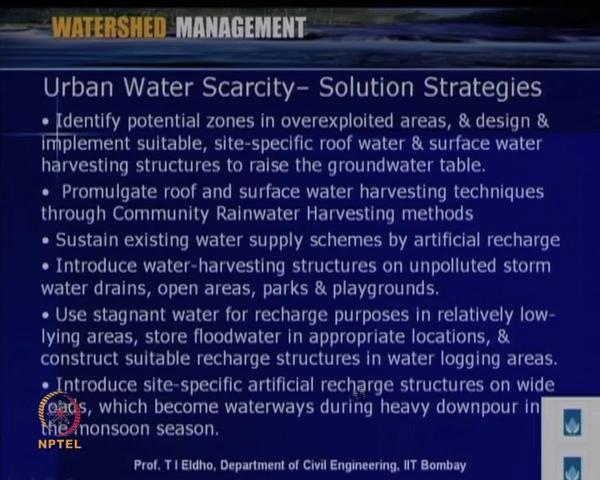 WATERSHED MANAGEMENT
Urban Water Scarcity– Solution Strategies
• Identify potential zones in overexploited areas, & design &
implement suitable, site-specific roof water & surface water
harvesting structures to raise the groundwater table.
• Promulgate roof and surface water harvesting techniques
through Community Rainwater Harvesting methods
• Sustain existing water supply schemes by artificial recharge
• Introduce water-harvesting structures on unpolluted storm
water drains, open areas, parks & playgrounds.
• Use stagnant water for recharge purposes in relatively low-
lying areas, store floodwater in appropriate locations, &
construct suitable recharge structures in water logging areas.
• Introduce site-specific artificial recharge structures on wide
roads, which become waterways during heavy downpour in
the monsoon season.
NPTEL
Prof. T I Eldho, Department of Civil Engineering, IIT Bombay